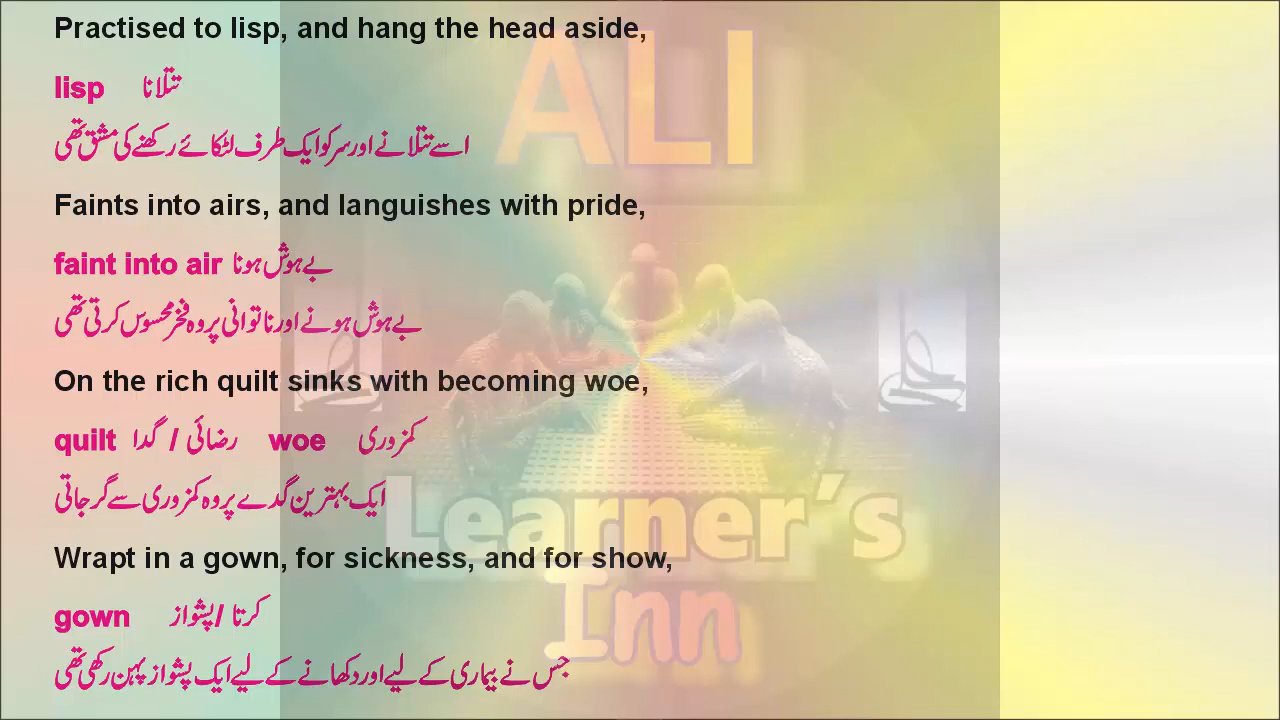 Practised to lisp, and hang the head aside,
lisp تتلانا
اسے تتلانے اور سر کو ایک طرف لٹکائے رکھنے کی مشق تھی
Faints into airs, and languishes with pride,
faint into air بے ہوش ہونا
بے ہوش ہونے اور ناتوانی پر وہ فخر محسوس کرتی تھی
On the rich quilt sinks with becoming woe,
quilt رضائی / گدا woe کمزوری
ایک بہترین گدے پر وہ کمزوری سے گر جاتی
Wrapt in a gown, for sickness, and for show,
gown کرتا / پشواز
جس نے بیماری کے لیے اور دکھانے کے لیے ایک پشواز پہن رکھی تھی
ALI
Learner's
Inn